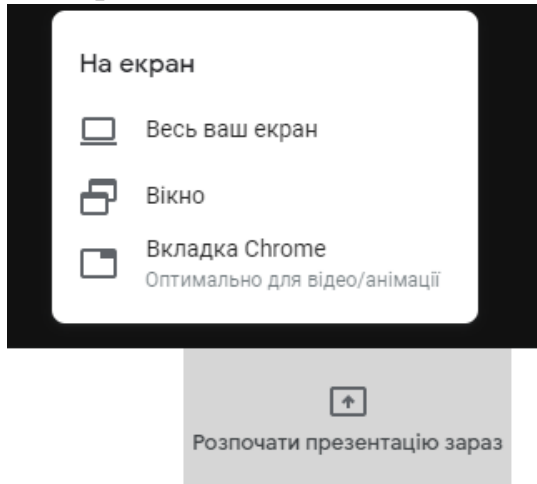 На екран
Весь ваш екран
Вікно
Вкладка Chrome
Оптимально для відео/анімації
Розпочати презентацію зараз